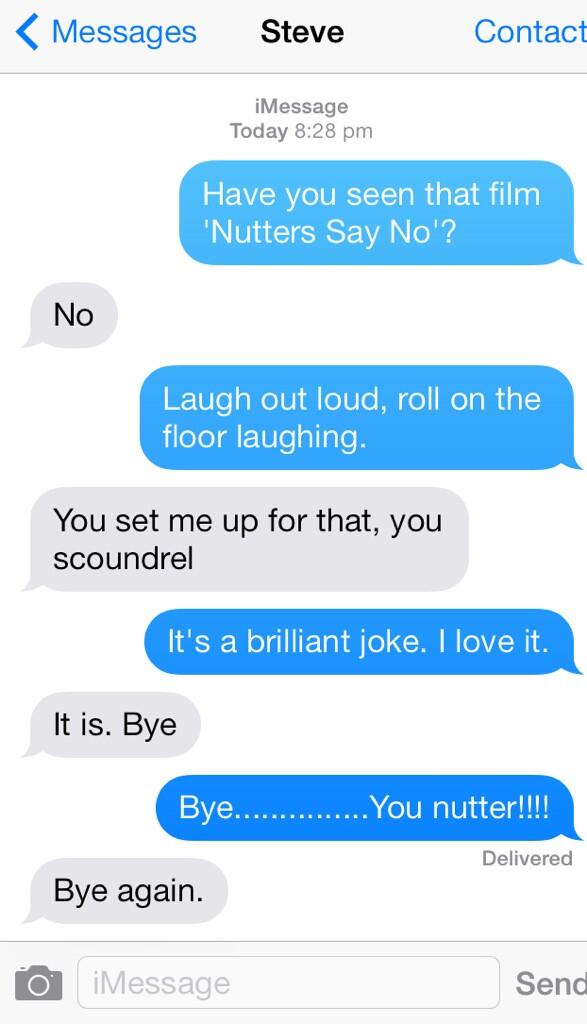 Messages Steve Contact
iMessage
Today 8:28 pm
Have you seen that film
'Nutters Say No'?
No
Laugh out loud, roll on the
floor laughing.
You set me up for that, you
scoundrel
It's a brilliant joke. I love it.
It is. Bye
Bye...............You nutter!!!!
Delivered
Bye again.
iMessage Send